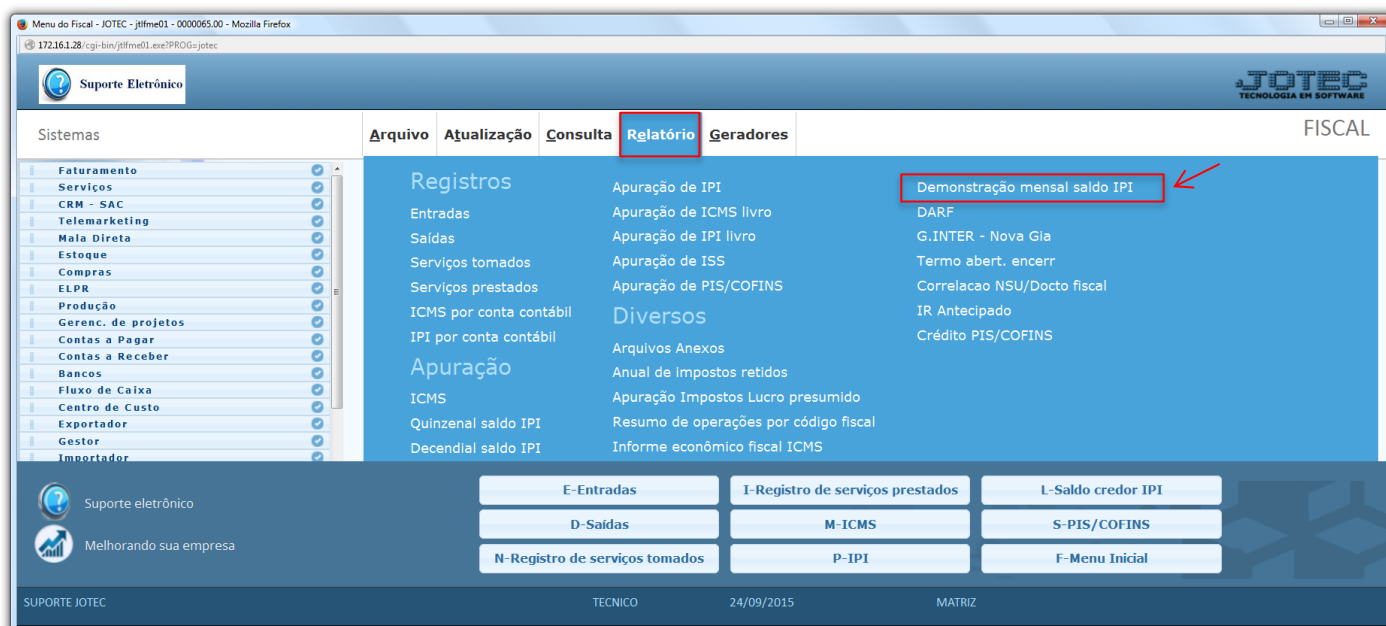 Menu do Fiscal - JOTEC - jtlfme01 - 0000065.00 - Mozilla Firefox
172.16.1.28/cgi-bin/jtlfme01.exe?PROG=jotec
Suporte Eletrônico
JOTEC
TECNOLOGIA EM SOFTWARE
Sistemas
Arquivo Atualização Consulta Relatório Geradores
FISCAL
Faturamento
Serviços
CRM - SAC
Telemarketing
Mala Direta
Estoque
Compras
ELPR
Produção
Gerenc. de projetos
Contas a Pagar
Contas a Receber
Bancos
Fluxo de Caixa
Centro de Custo
Exportador
Gestor
Importador
Registros
Entradas
Saídas
Serviços tomados
Serviços prestados
ICMS por conta contábil
IPI por conta contábil
Apuração
ICMS
Quinzenal saldo IPI
Decendial saldo IPI
Apuração de IPI
Apuração de ICMS livro
Apuração de IPI livro
Apuração de ISS
Apuração de PIS/COFINS
Diversos
Arquivos Anexos
Anual de impostos retidos
Apuração Impostos Lucro presumido
Resumo de operações por código fiscal
Informe econômico fiscal ICMS
Demonstração mensal saldo IPI
DARF
G.INTER - Nova Gia
Termo abert. encerr
Correlacao NSU/Docto fiscal
IR Antecipado
Crédito PIS/COFINS
Suporte eletrônico
Melhorando sua empresa
E-Entradas
I-Registro de serviços prestados
L-Saldo credor IPI
D-Saídas
M-ICMS
S-PIS/COFINS
N-Registro de serviços tomados
P-IPI
F-Menu Inicial
SUPORTE JOTEC
TECNICO
24/09/2015
MATRIZ